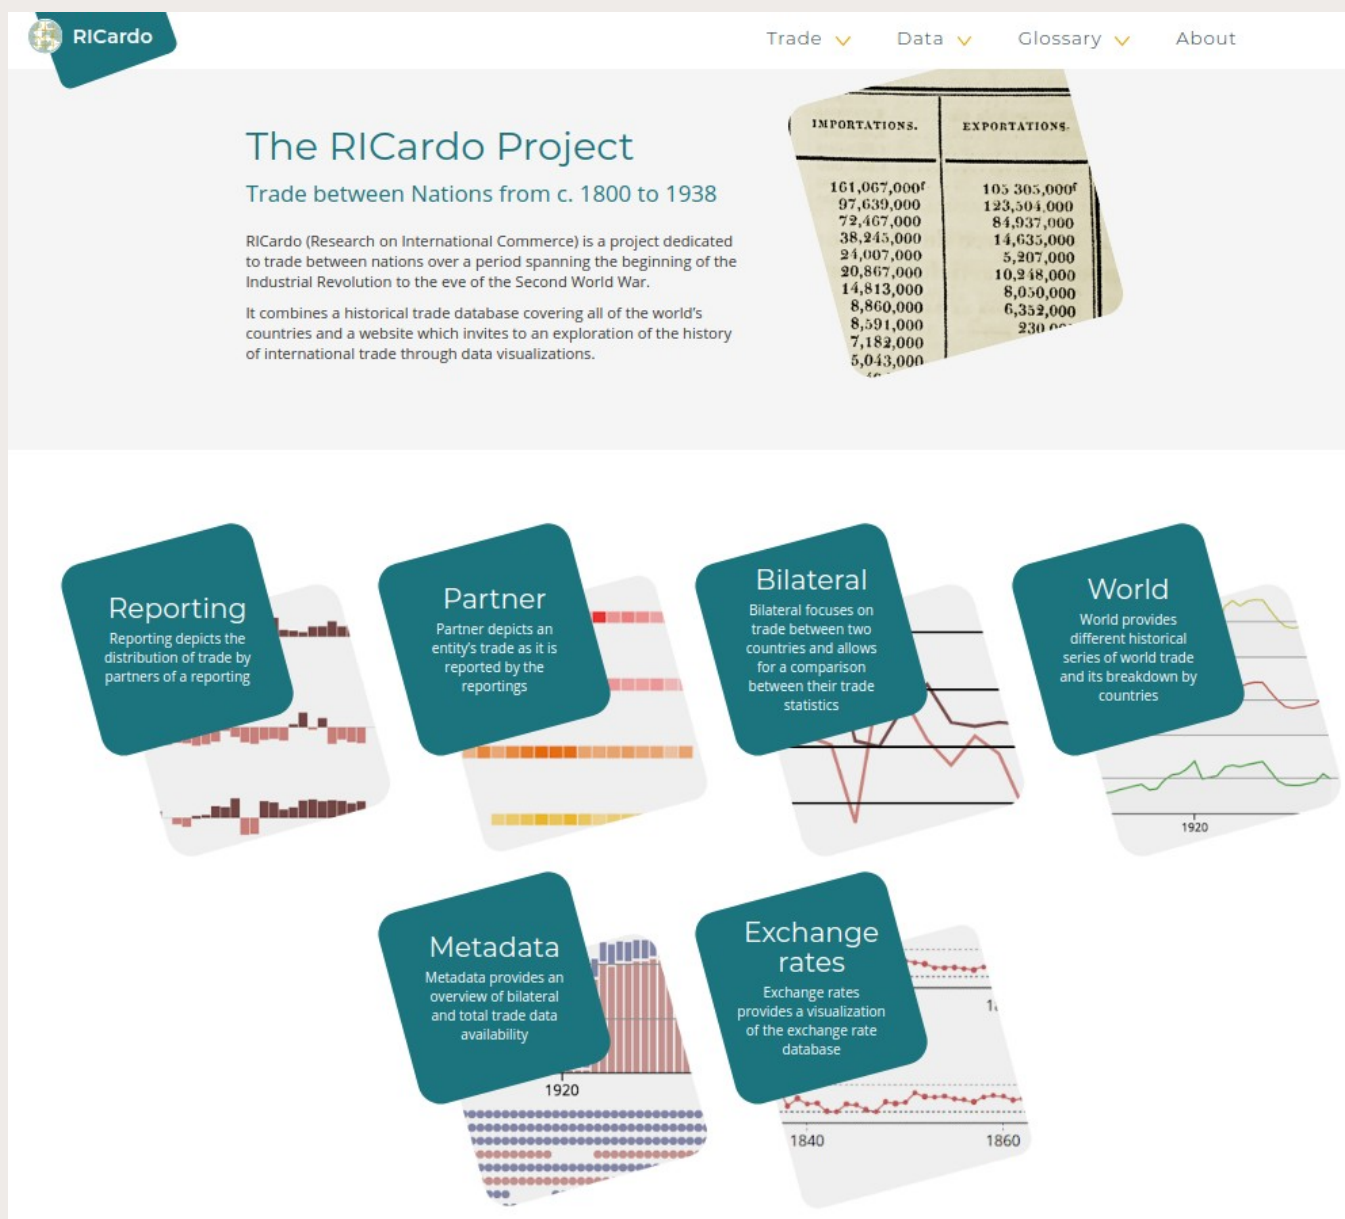 RICardo
Trade
Data
Glossary
About
The RICardo Project
Trade between Nations from c. 1800 to 1938
RICardo (Research on International Commerce) is a project dedicated
to trade between nations over a period spanning the beginning of the
Industrial Revolution to the eve of the Second World War.
It combines a historical trade database covering all of the world's
countries and a website which invites to an exploration of the history
of international trade through data visualizations.
IMPORTATIONS. EXPORTATIONS.
161,067,000f 105 305,000f
97,639,000 123,504,000
72,467,000 84,937,000
38,245,000 14,635,000
24,007,000 5,207,000
20,867,000 10,248,000
14,813,000 8,050,000
8,860,000 6,352,000
8,591,000 230
7,182,000
5,043,000
Reporting
Reporting depicts the
distribution of trade by
partners of a reporting
Partner
Partner depicts an
entity's trade as it is
reported by the
reportings
Bilateral
Bilateral focuses on
trade between two
countries and allows
for a comparison
between their trade
statistics
World
World provides
different historical
series of world trade
and its breakdown by
countries
1920
Metadata
Metadata provides an
overview of bilateral
and total trade data
availability
1920
Exchange
rates
Exchange rates
provides a visualization
of the exchange rate
database
1840 1860